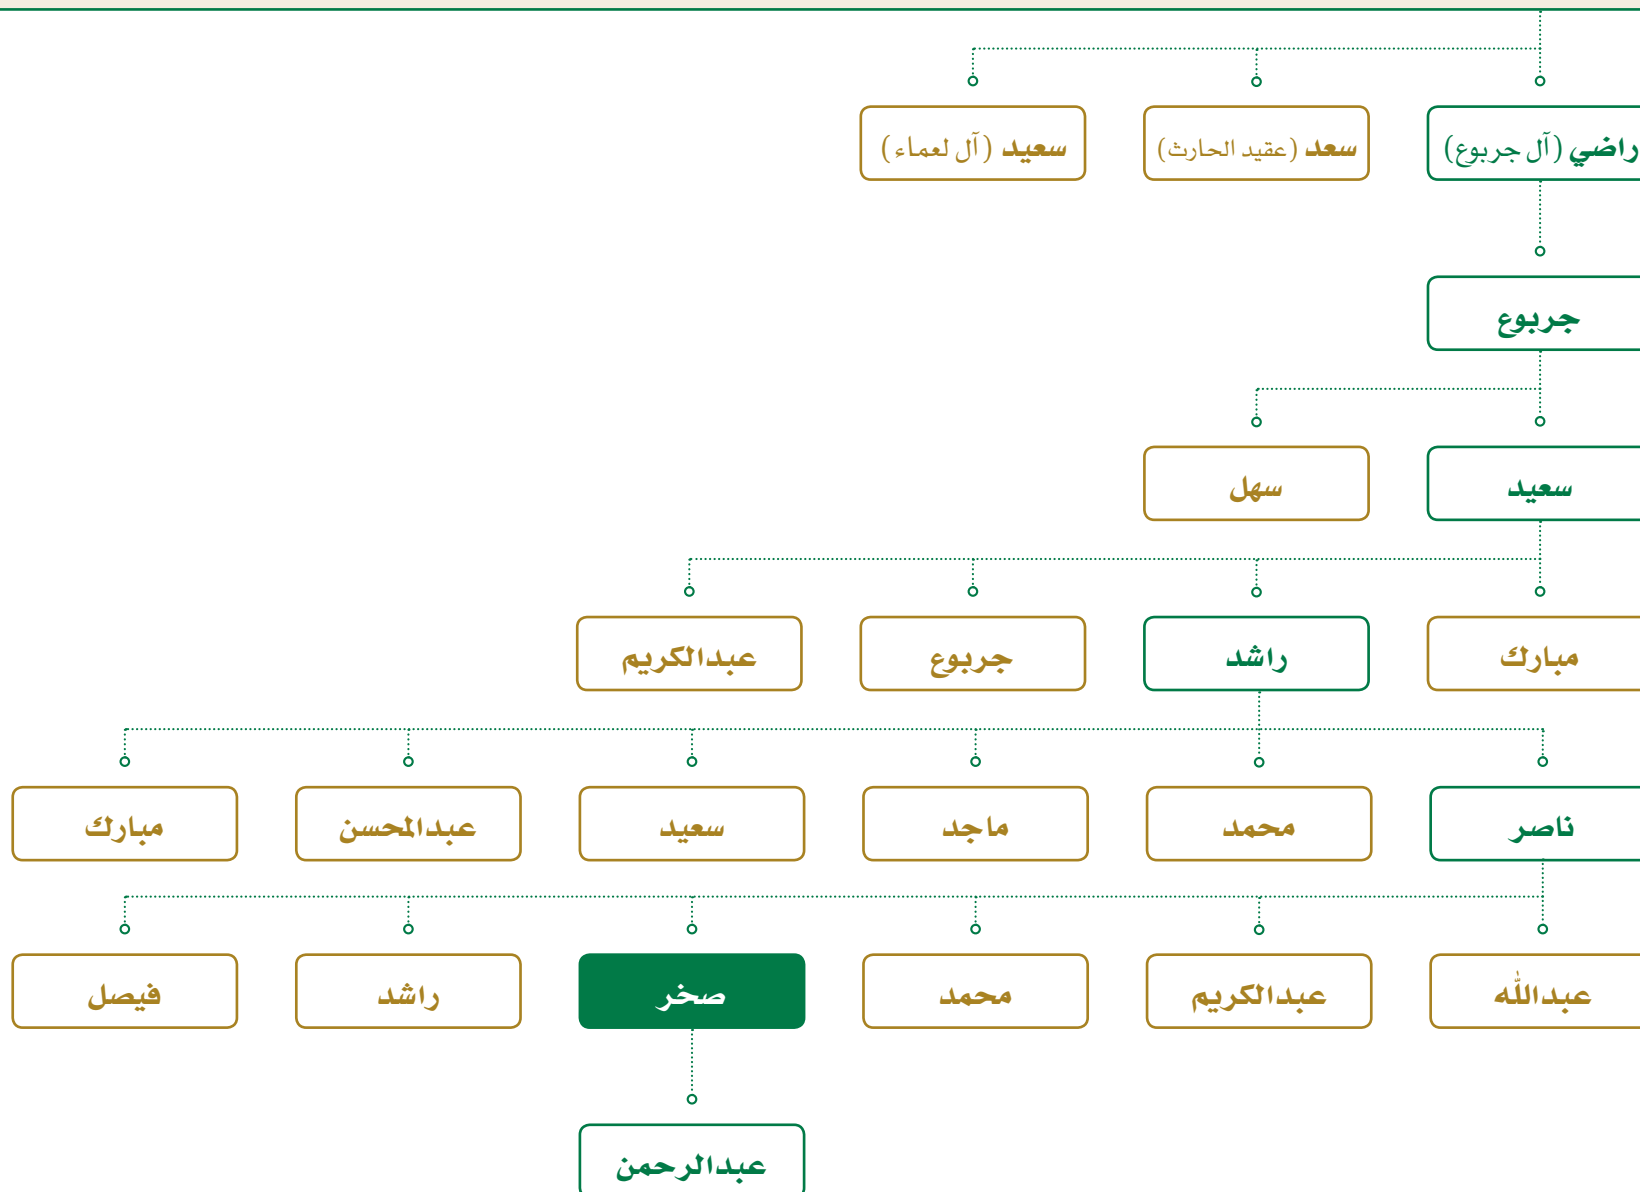 راضي (آل جربوع) سعد (عقيد الحارث) سعيد (آل لعماء)
جربوع
سعيد سهل
مبارك راشد جربوع عبدالكريم
ناصر محمد ماجد سعيد عبدالمحسن مبارك
عبدالله عبدالكريم محمد صخر راشد فيصل
عبدالرحمن